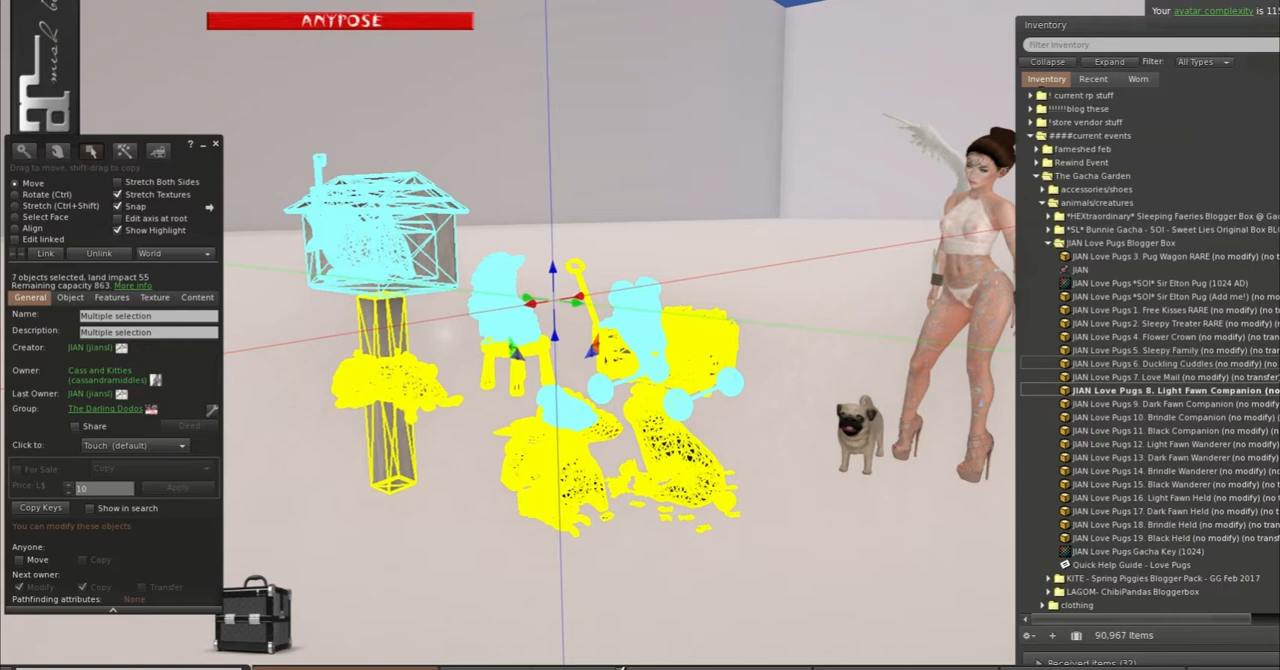 ANYPOSE
Your avatar complexity is 11
mesh
Drag to move, shift-drag to copy
Move
Rotate (Ctrl)
Stretch (Ctrl+Shift)
Select Face
Align
Edit linked
Stretch Both Sides
Stretch Textures
Snap
Edit axis at root
Show Highlight
Link
Unlink
World
7 objects selected, land impact 55
Remaining capacity 863. More info
General
Object
Features
Texture
Content
Name: Multiple selection
Description: Multiple selection
Creator: JIAN (jiansl)
Owner: Cass and Kitties
(cassandramiddles)
Last Owner: JIAN (jiansl)
Group: The Darling Dodos
Share
Deed
Click to: Touch (default)
For Sale
Copy
Price: L$ 10
Apply
Copy Keys
Show in search
You can modify these objects
Anyone:
Move
Copy
Next owner:
Modify
Copy
Transfer
Pathfinding attributes: None
Inventory
Filter Inventory
Collapse
Expand
Filter:
All Types
Inventory
Recent
Worn
! current rp stuff
!!!!!!blog these
!store vendor stuff
####current events
fameshed feb
Rewind Event
The Gacha Garden
accessories/shoes
animals/creatures
*HEXtraordinary* Sleeping Faeries Blogger Box @ Ga
*SL* Bunnie Gacha - SOI - Sweet Lies Original Box BL
JIAN Love Pugs Blogger Box
JIAN Love Pugs 3. Pug Wagon RARE (no modify) (no tr
JIAN
JIAN Love Pugs *SOI* Sir Elton Pug (1024 AD)
JIAN Love Pugs *SOI* Sir Elton Pug (Add me!) (no mo
JIAN Love Pugs 1. Free Kisses RARE (no modify) (no
JIAN Love Pugs 2. Sleepy Treater RARE (no modify)
JIAN Love Pugs 4. Flower Crown (no modify) (no tra
JIAN Love Pugs 5. Sleepy Family (no modify) (no tra
JIAN Love Pugs 6. Duckling Cuddles (no modify) (no
JIAN Love Pugs 7. Love Mail (no modify) (no transfer
JIAN Love Pugs 8. Light Fawn Companion (no
JIAN Love Pugs 9. Dark Fawn Companion (no modify
JIAN Love Pugs 10. Brindle Companion (no modify) (
JIAN Love Pugs 11. Black Companion (no modify) (n
JIAN Love Pugs 12. Light Fawn Wanderer (no modify
JIAN Love Pugs 13. Dark Fawn Wanderer (no modify
JIAN Love Pugs 14. Brindle Wanderer (no modify) (n
JIAN Love Pugs 15. Black Wanderer (no modify) (no
JIAN Love Pugs 16. Light Fawn Held (no modify) (no
JIAN Love Pugs 17. Dark Fawn Held (no modify) (no
JIAN Love Pugs 18. Brindle Held (no modify) (no tra
JIAN Love Pugs 19. Black Held (no modify) (no trans
JIAN Love Pugs Gacha Key (1024)
Quick Help Guide - Love Pugs
KITE - Spring Piggies Blogger Pack - GG Feb 2017
LAGOM- ChibiPandas Bloggerbox
clothing
90,967 Items
Received items (32)